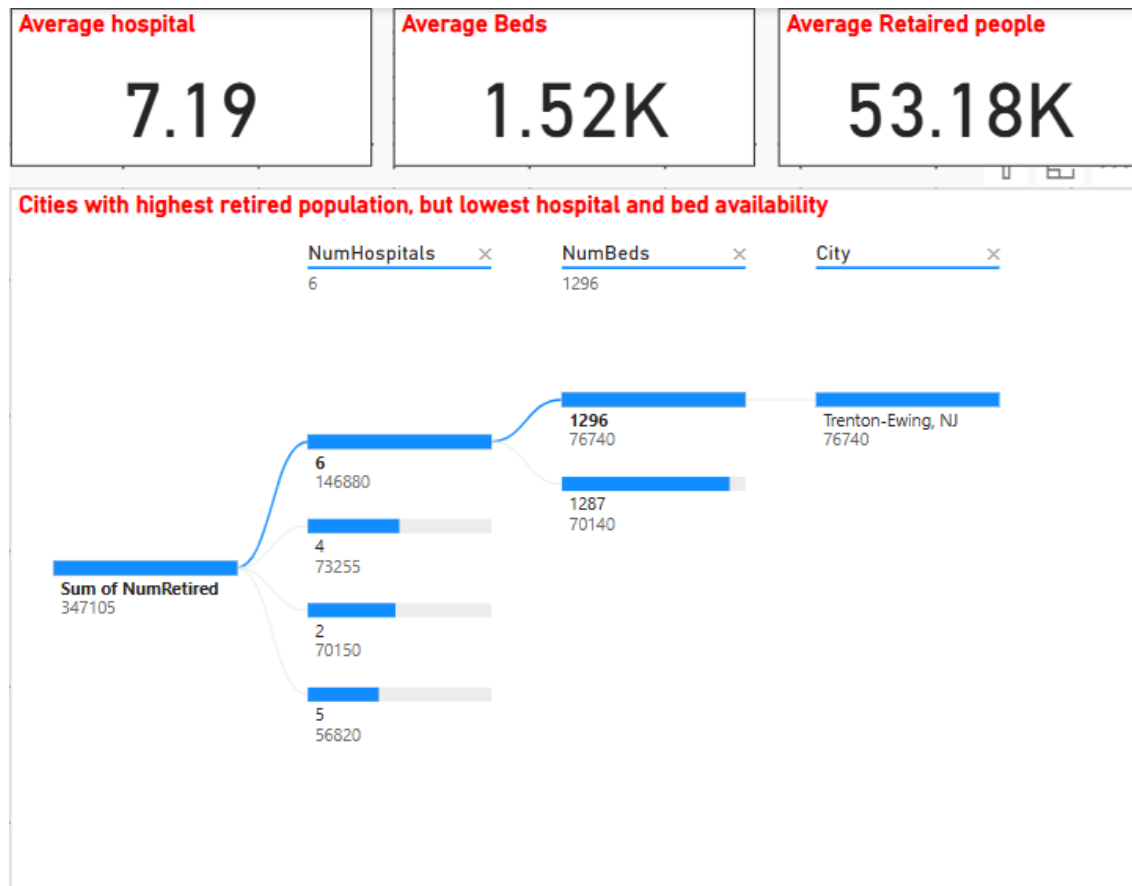 Average hospital
7.19
Average Beds
1.52K
Average Retaired people
53.18K
Cities with highest retired population, but lowest hospital and bed availability
NumHospitals ×
6
NumBeds ×
1296
City ×
Sum of NumRetired
347105
6
146880
4
73255
2
70150
5
56820
1296
76740
1287
70140
Trenton-Ewing, NJ
76740